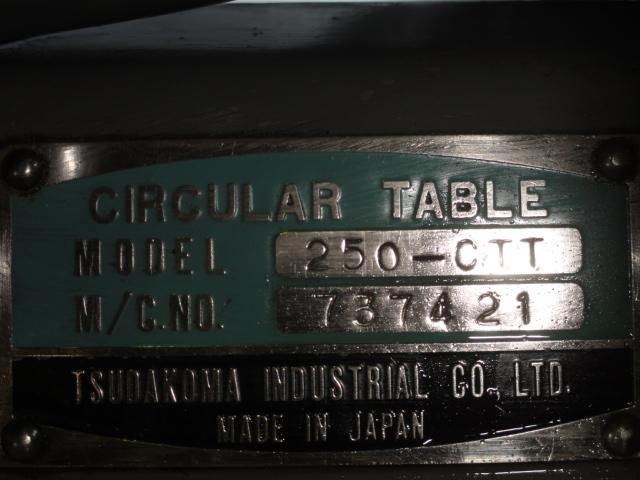 CIRCULAR TABLE
MODEL 250-CTT
M/C.NO. 737421
TSUDAKOMA INDUSTRIAL CO., LTD.
MADE IN JAPAN